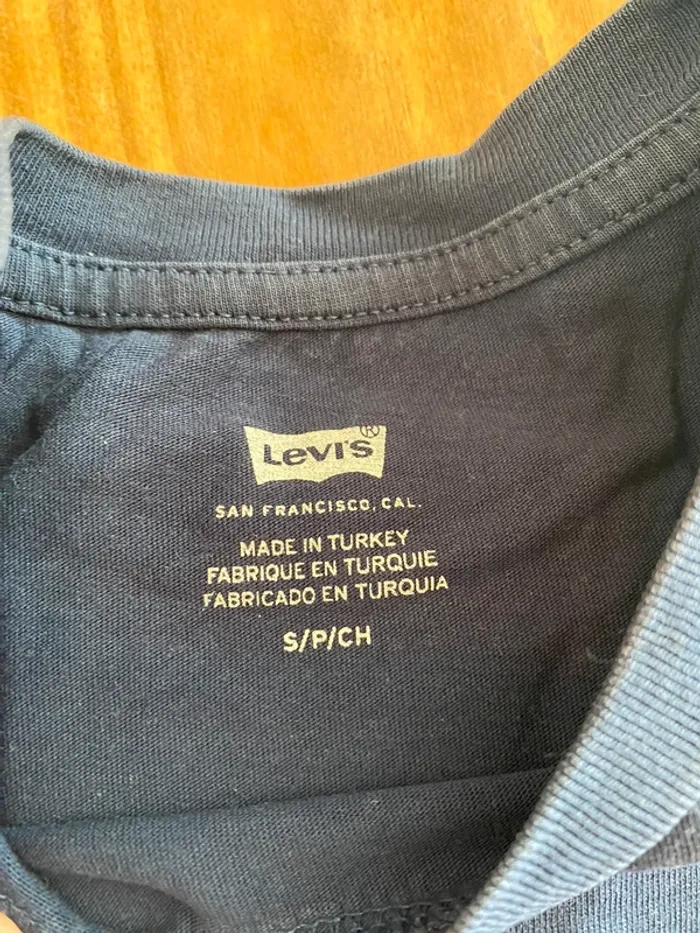 Levi's®
SAN FRANCISCO, CAL.
MADE IN TURKEY
FABRIQUE EN TURQUIE
FABRICADO EN TURQUIA
S/P/CH